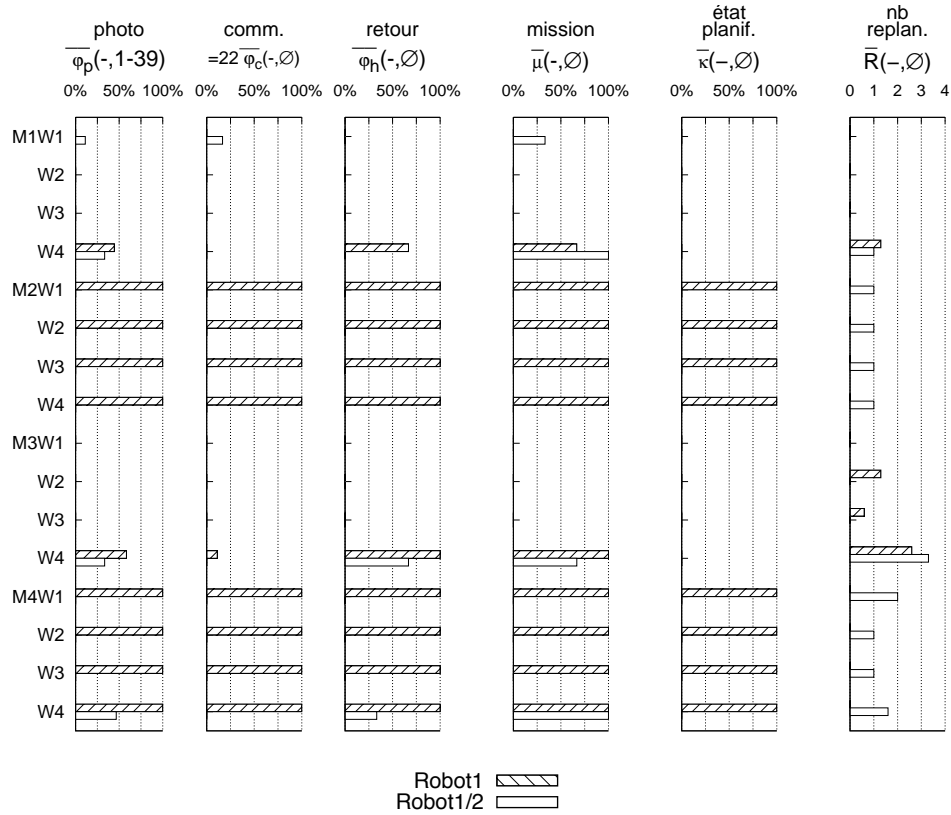 photo
φp(-,1-39)
0% 50% 100%
comm.
=22 φc(-,∅)
0% 50% 100%
retour
φh(-,∅)
0% 50% 100%
mission
μ(-,∅)
0% 50% 100%
état
planif.
κ(−,∅)
0% 50% 100%
nb
replan.
R(−,∅)
0 1 2 3 4
M1W1
W2
W3
W4
M2W1
W2
W3
W4
M3W1
W2
W3
W4
M4W1
W2
W3
W4
Robot1
Robot1/2